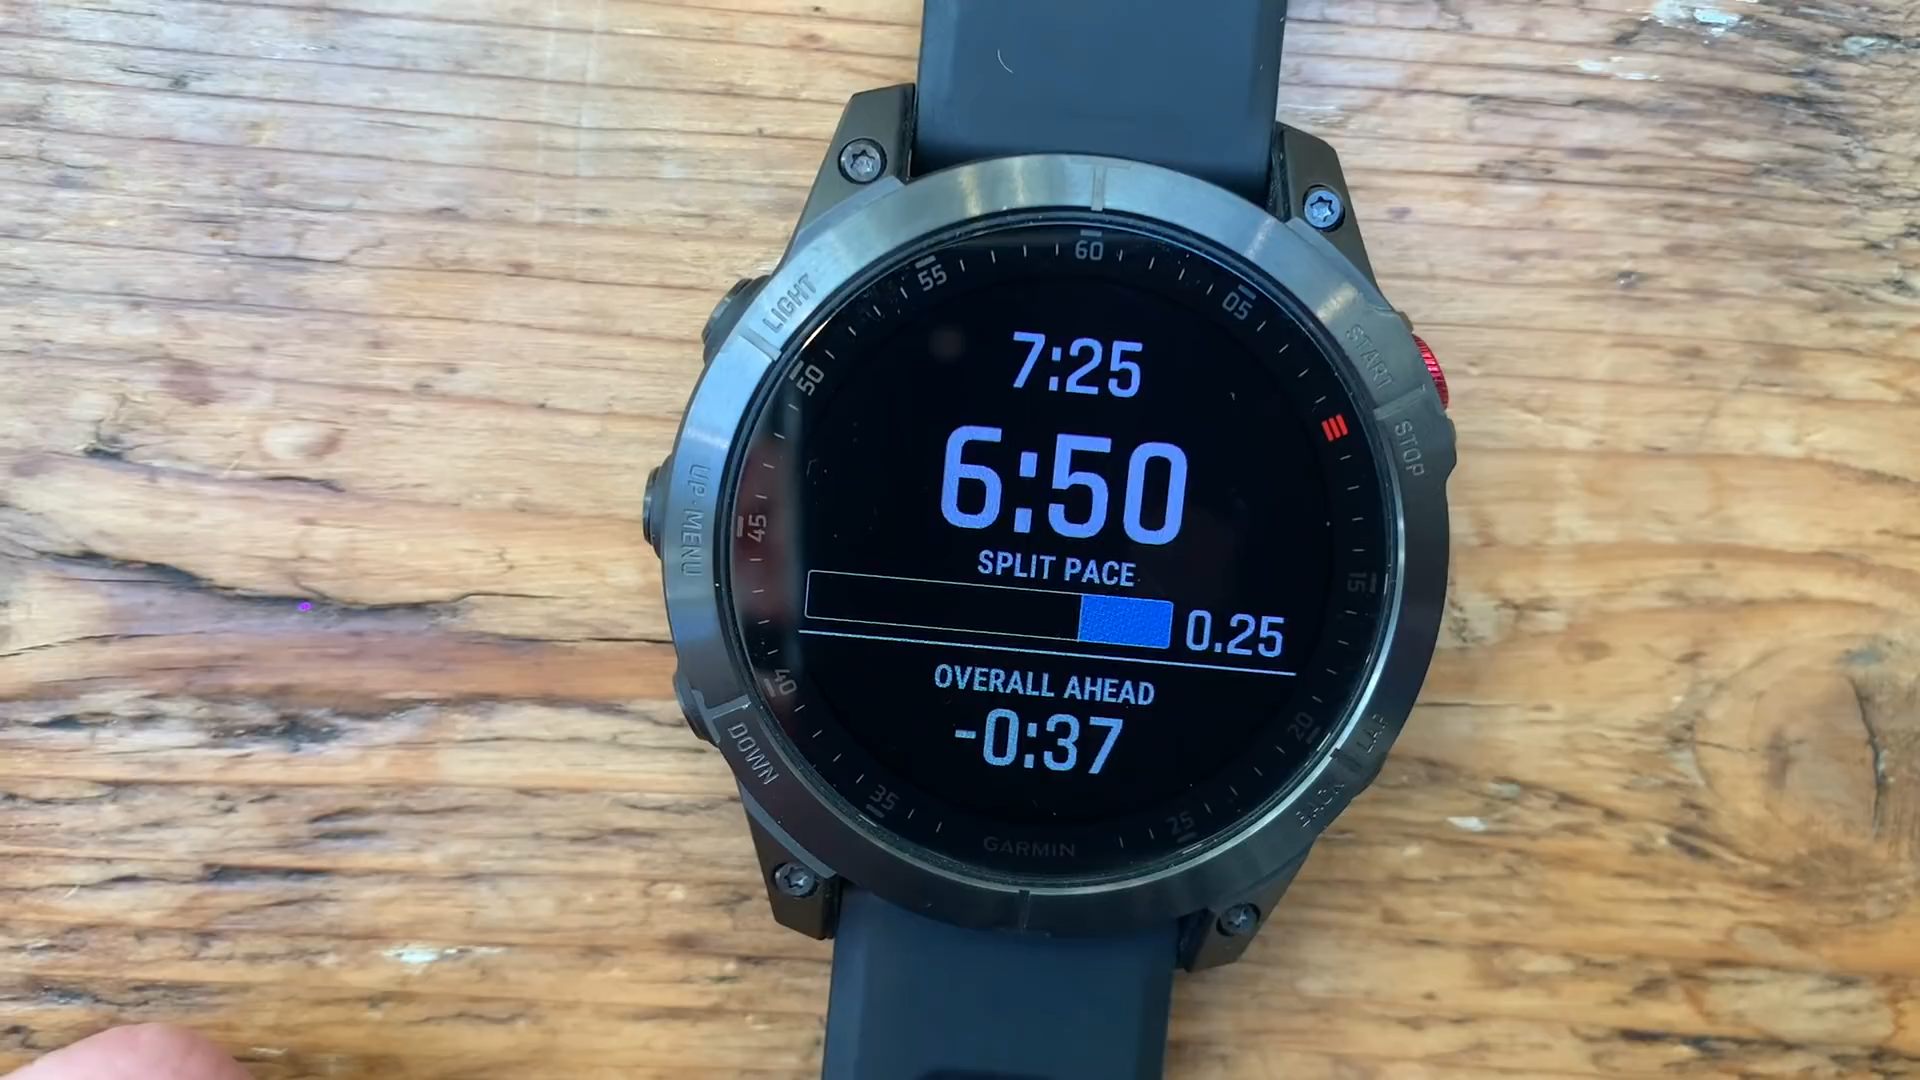 60
55
05
LIGHT
START
STOP
50
7:25
6:50
SPLIT PACE
UP·MENU
45
15
0.25
OVERALL AHEAD
-0:37
40
20
DOWN
LAP
BACK
35
25
GARMIN